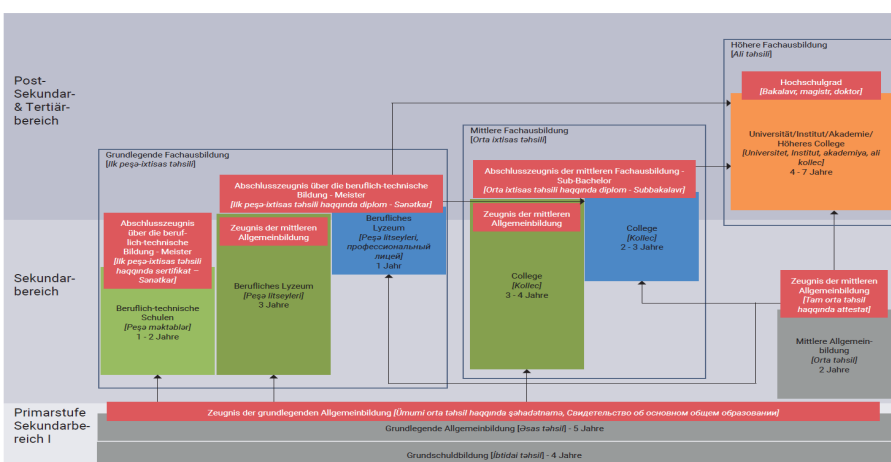 Post-
Sekundar-
& Tertiär-
bereich
Sekundar-
bereich
Primarstufe
Sekundarbe-
reich I
Grundlegende Fachausbildung
[Ilk peşə-ixtisas təhsili]
Abschlusszeugnis
über die beruf-
lich-technische
Bildung - Meister
[Ilk peşə-ixtisas təhsili
haqqında sertifikat –
Sənətkar]
Beruflich-technische
Schulen
[Peşə məktəblər]
1 - 2 Jahre
Abschlusszeugnis über die beruflich-technische
Bildung - Meister
[Ilk peşə-ixtisas təhsili haqqında diplom - Sənətkar]
Zeugnis der mittleren
Allgemeinbildung
Berufliches Lyzeum
[Peşə litseyleri]
3 Jahre
Berufliches
Lyzeum
[Peşə litseyləri,
профессиональный
лицей]
1 Jahr
Mittlere Fachausbildung
[Orta ixtisas təhsili]
Abschlusszeugnis der mittleren Fachausbildung -
Sub-Bachelor
[Orta ixtisas təhsili haqqında diplom - Subbakalavr]
Zeugnis der mittleren
Allgemeinbildung
College
[Kollec]
3 - 4 Jahre
College
[Kollec]
2 - 3 Jahre
Höhere Fachausbildung
[Ali təhsili]
Hochschulgrad
[Bakalavr, magistr, doktor]
Universität/Institut/Akademie/
Höheres College
[Universitet, Institut, akademiya, ali
kollec]
4 - 7 Jahre
Zeugnis der mittleren
Allgemeinbildung
[Tam orta təhsil
haqqında attestat]
Mittlere Allgemein-
bildung
[Orta təhsil]
2 Jahre
Zeugnis der grundlegenden Allgemeinbildung [Ümumi orta təhsil haqqında şəhadətnamə, Свидетельство об основном общем образовании]
Grundlegende Allgemeinbildung [Əsas təhsil] - 5 Jahre
Grundschuldbildung [İbtidai təhsil] - 4 Jahre